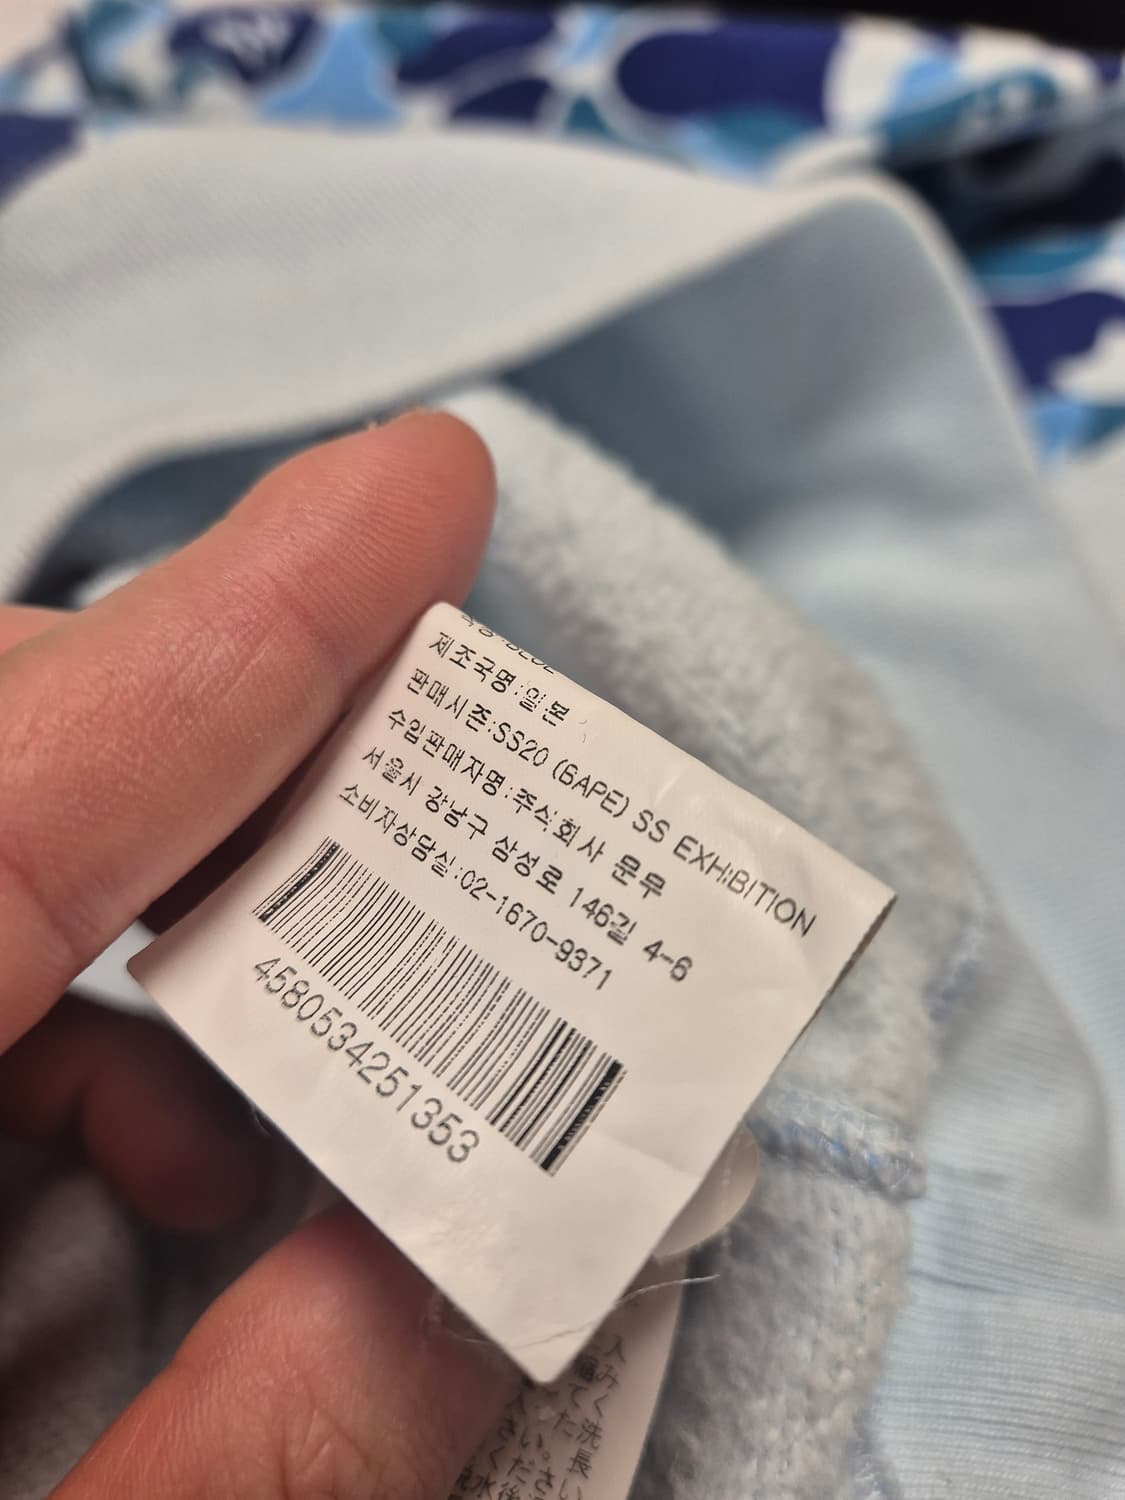 제조국명:일본
판매시즌:SS20 (BAPE) SS EXHIBITION
수입판매자명:주식회사 문무
서울시 강남구 삼성로 146길 4-6
소비자상담실:02-1670-9371
4580534251353